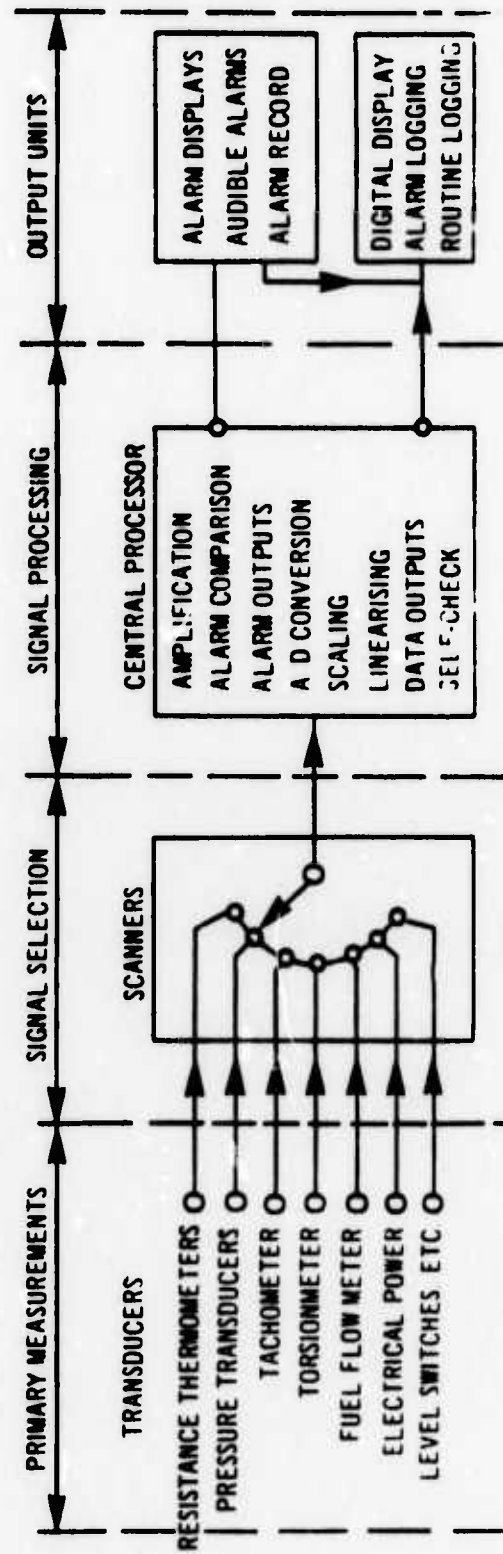 PRIMARY MEASUREMENTS
SIGNAL SELECTION
SIGNAL PROCESSING
OUTPUT UNITS
TRANSDUCERS
RESISTANCE THERMOMETERS
PRESSURE TRANSDUCERS
TACHOMETER
TORSIONMETER
FUEL FLOW METER
ELECTRICAL POWER
LEVEL SWITCHES ETC
SCANNERS
CENTRAL PROCESSOR
AMPLIFICATION
ALARM COMPARISON
ALARM OUTPUTS
A D CONVERSION
SCALING
LINEARISING
DATA OUTPUTS
SELF-CHECK
ALARM DISPLAYS
AUDIBLE ALARMS
ALARM RECORD
DIGITAL DISPLAY
ALARM LOGGING
ROUTINE LOGGING